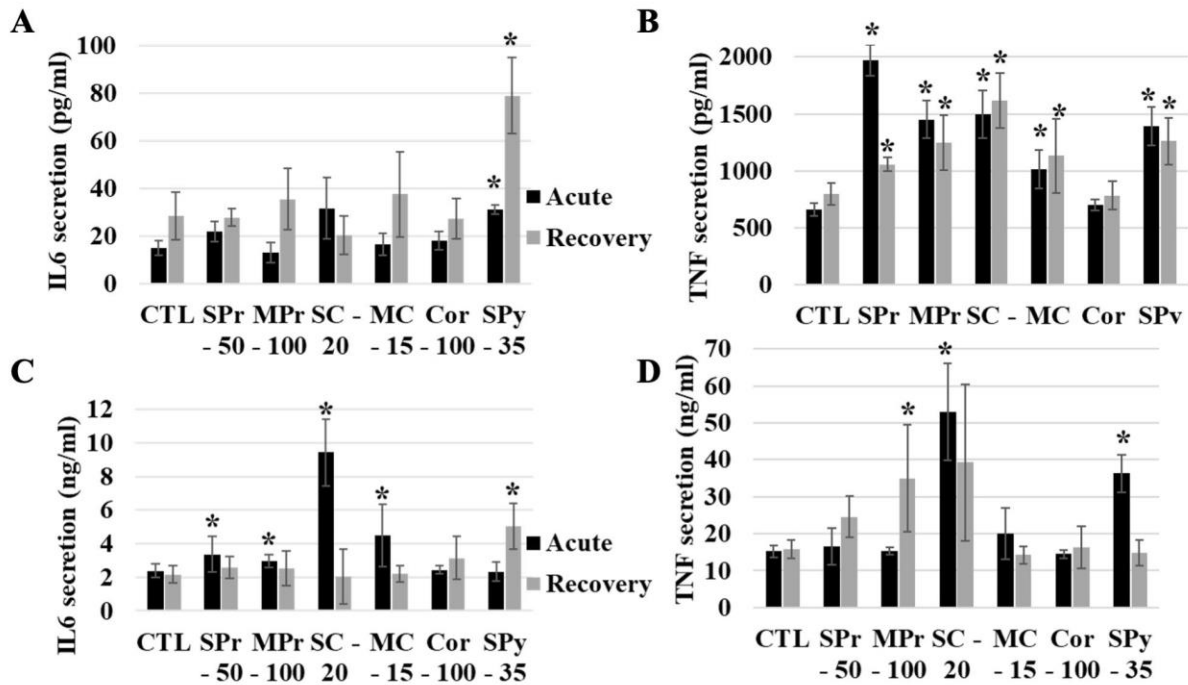 A
IL6 secretion (pg/ml)
100
80
60
40
20
0
* *
Acute
Recovery
CTL SPr MPr SC - MC Cor SPy
- 50 - 100 20 - 15 - 100 - 35
B
TNF secretion (pg/ml)
2000
1500
1000
500
0
* * * * * * * * * *
CTL SPr MPr SC - MC Cor SPv
C
IL6 secretion (ng/ml)
12
10
8
6
4
2
0
* * * * *
Acute
Recovery
CTL SPr MPr SC - MC Cor SPy
- 50 - 100 20 - 15 - 100 - 35
D
TNF secretion (ng/ml)
70
60
50
40
30
20
10
0
* * *
CTL SPr MPr SC - MC Cor SPy
- 50 - 100 20 - 15 - 100 - 35